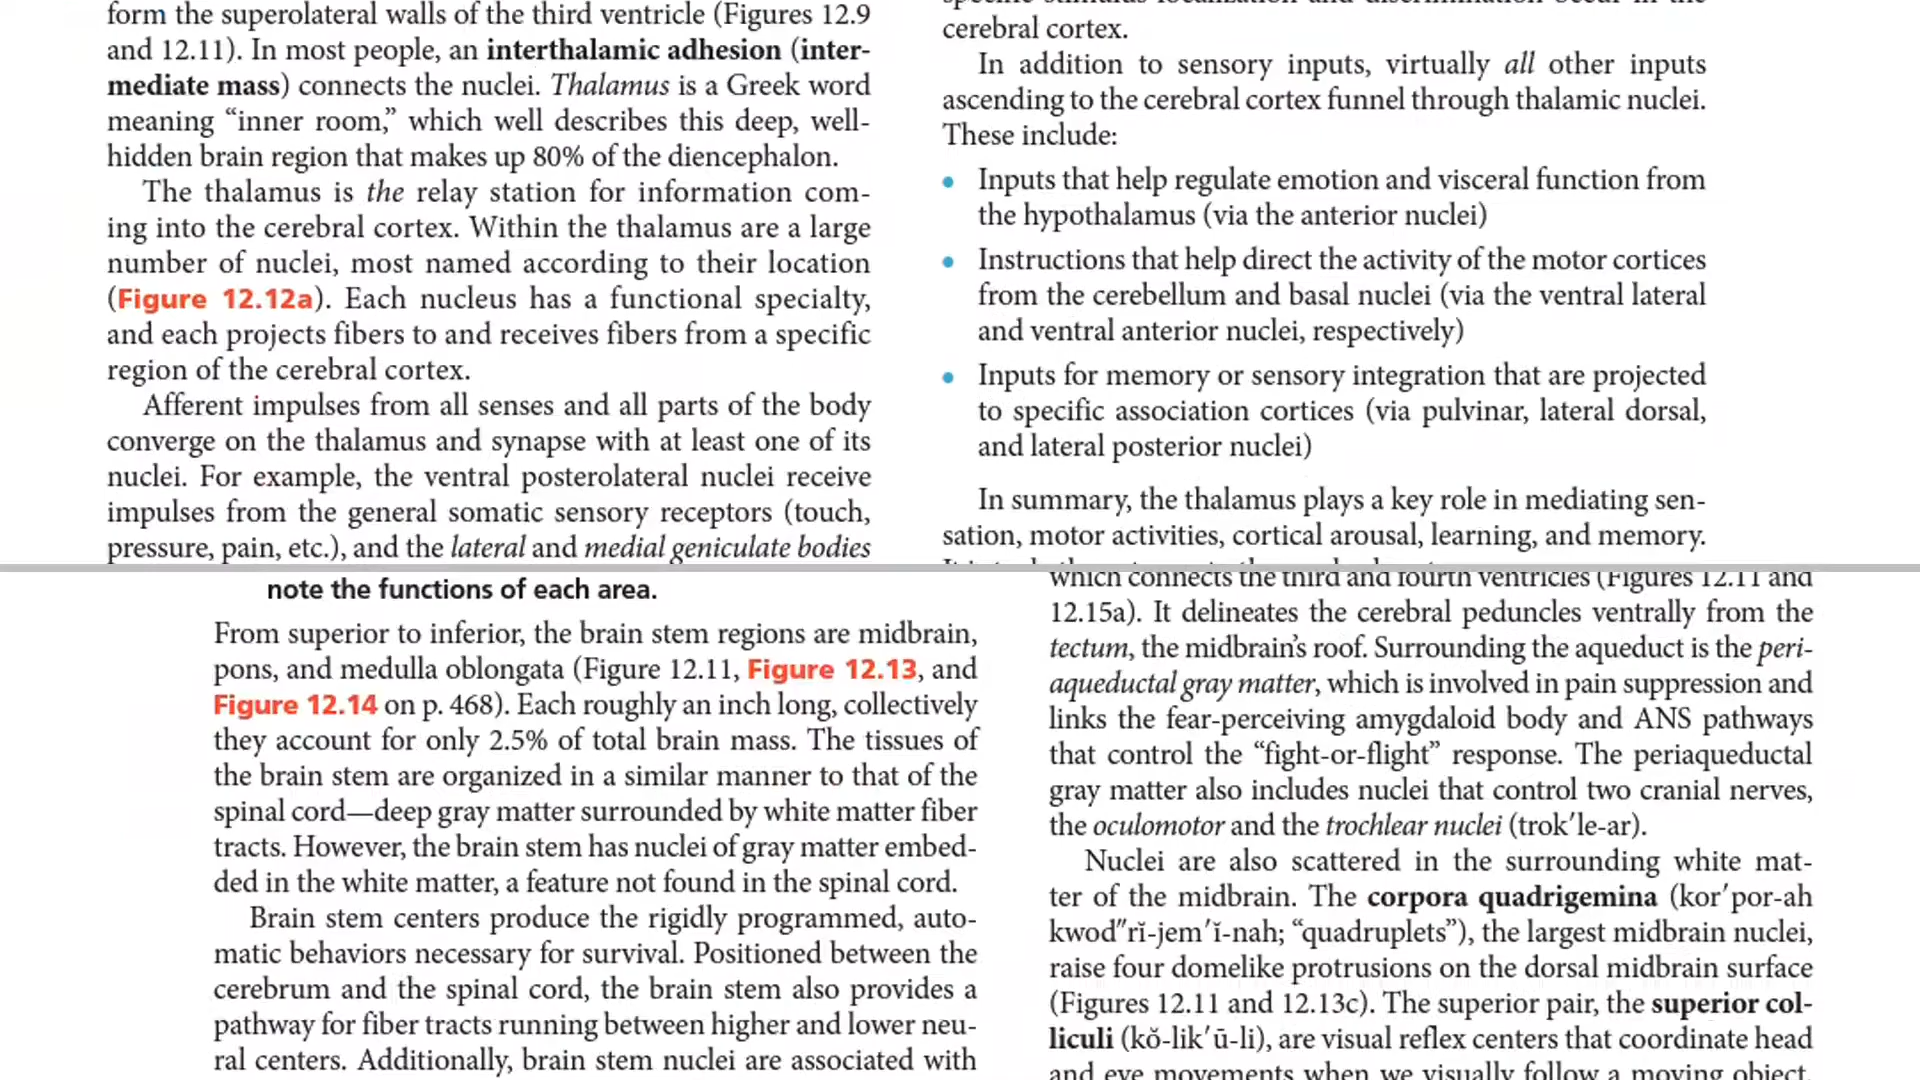 form the superolateral walls of the third ventricle (Figures 12.9
and 12.11). In most people, an interthalamic adhesion (inter-
mediate mass) connects the nuclei. Thalamus is a Greek word
meaning “inner room,” which well describes this deep, well-
hidden brain region that makes up 80% of the diencephalon.
The thalamus is the relay station for information com-
ing into the cerebral cortex. Within the thalamus are a large
number of nuclei, most named according to their location
(Figure 12.12a). Each nucleus has a functional specialty,
and each projects fibers to and receives fibers from a specific
region of the cerebral cortex.
Afferent impulses from all senses and all parts of the body
converge on the thalamus and synapse with at least one of its
nuclei. For example, the ventral posterolateral nuclei receive
impulses from the general somatic sensory receptors (touch,
pressure, pain, etc.), and the lateral and medial geniculate bodies
specific stimulus localization and discrimination occur in the
cerebral cortex.
In addition to sensory inputs, virtually all other inputs
ascending to the cerebral cortex funnel through thalamic nuclei.
These include:
• Inputs that help regulate emotion and visceral function from
the hypothalamus (via the anterior nuclei)
• Instructions that help direct the activity of the motor cortices
from the cerebellum and basal nuclei (via the ventral lateral
and ventral anterior nuclei, respectively)
• Inputs for memory or sensory integration that are projected
to specific association cortices (via pulvinar, lateral dorsal,
and lateral posterior nuclei)
In summary, the thalamus plays a key role in mediating sen-
sation, motor activities, cortical arousal, learning, and memory.
note the functions of each area.
From superior to inferior, the brain stem regions are midbrain,
pons, and medulla oblongata (Figure 12.11, Figure 12.13, and
Figure 12.14 on p. 468). Each roughly an inch long, collectively
they account for only 2.5% of total brain mass. The tissues of
the brain stem are organized in a similar manner to that of the
spinal cord—deep gray matter surrounded by white matter fiber
tracts. However, the brain stem has nuclei of gray matter embed-
ded in the white matter, a feature not found in the spinal cord.
Brain stem centers produce the rigidly programmed, auto-
matic behaviors necessary for survival. Positioned between the
cerebrum and the spinal cord, the brain stem also provides a
pathway for fiber tracts running between higher and lower neu-
ral centers. Additionally, brain stem nuclei are associated with
which connects the third and fourth ventricles (Figures 12.11 and
12.15a). It delineates the cerebral peduncles ventrally from the
tectum, the midbrain’s roof. Surrounding the aqueduct is the peri-
aqueductal gray matter, which is involved in pain suppression and
links the fear-perceiving amygdaloid body and ANS pathways
that control the “fight-or-flight” response. The periaqueductal
gray matter also includes nuclei that control two cranial nerves,
the oculomotor and the trochlear nuclei (trok′le-ar).
Nuclei are also scattered in the surrounding white mat-
ter of the midbrain. The corpora quadrigemina (kor′por-ah
kwod″rĭ-jem′ĭ-nah; “quadruplets”), the largest midbrain nuclei,
raise four domelike protrusions on the dorsal midbrain surface
(Figures 12.11 and 12.13c). The superior pair, the superior col-
liculi (kŏ-lik′ū-li), are visual reflex centers that coordinate head
and eye movements when we visually follow a moving object,